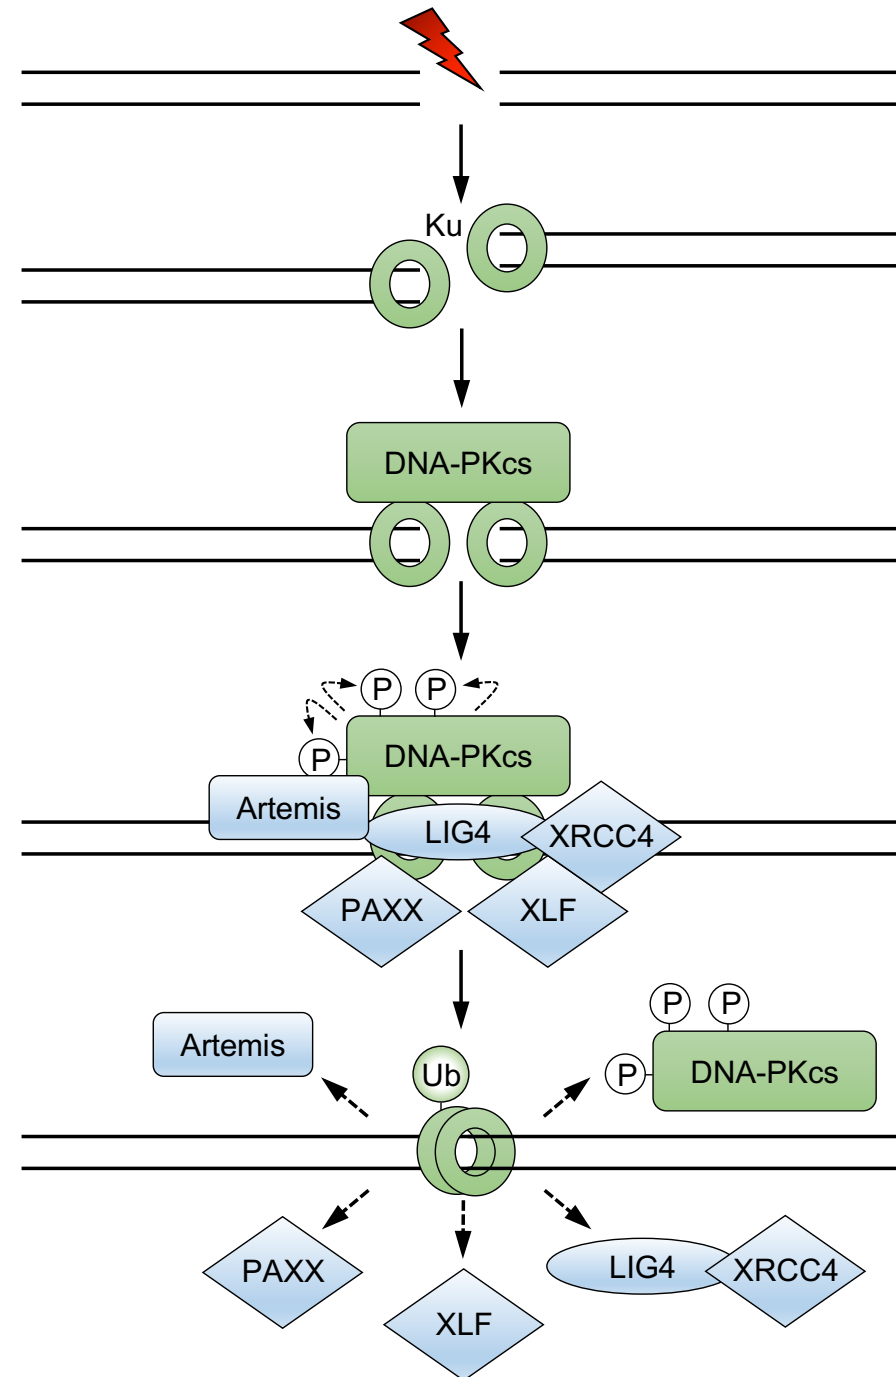 Ku
DNA-PKcs
P
P
P
DNA-PKcs
Artemis
LIG4
XRCC4
PAXX
XLF
P
P
Artemis
Ub
P
DNA-PKcs
PAXX
LIG4
XRCC4
XLF